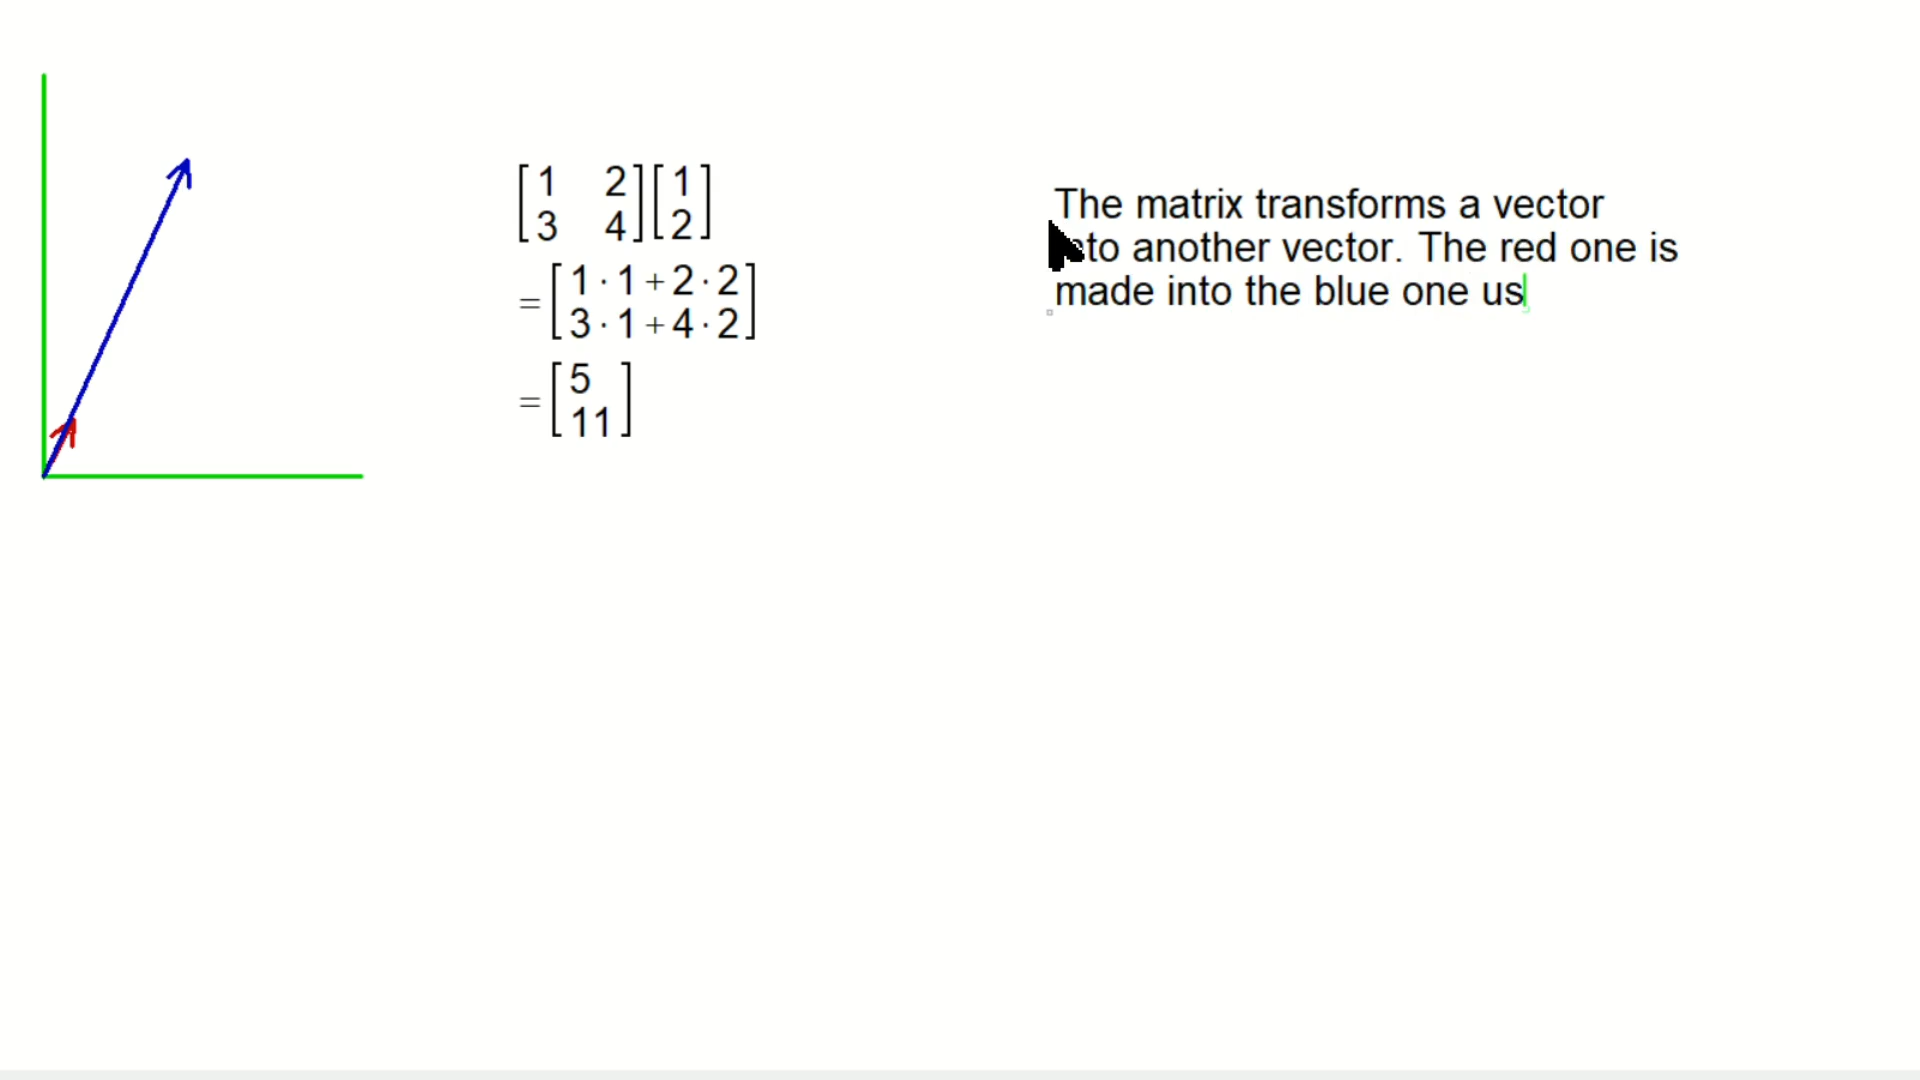 [1 2][1]
[3 4][2]
= [1·1+2·2]
[3·1+4·2]
= [5]
[11]
The matrix transforms a vector
to another vector. The red one is
made into the blue one us